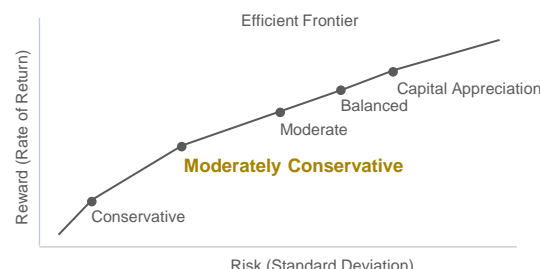 Efficient Frontier
Capital Appreciation
Balanced
Moderate
Moderately Conservative
Conservative
Reward (Rate of Return)
Risk (Standard Deviation)